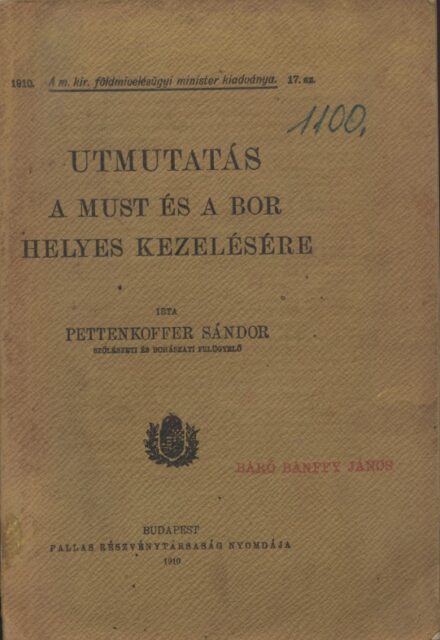 1910. A m. kir. földmivelésügyi minister kiadványa. 17. sz.
1100.
UTMUTATÁS
A MUST ÉS A BOR
HELYES KEZELÉSÉRE
IRTA
PETTENKOFFER SÁNDOR
SZŐLÉSZETI ÉS BORÁSZATI FELÜGYELŐ
BÁRÓ BÁNFFY JÁNOS
BUDAPEST
PALLAS RÉSZVÉNYTÁRSASÁG NYOMDÁJA
1910